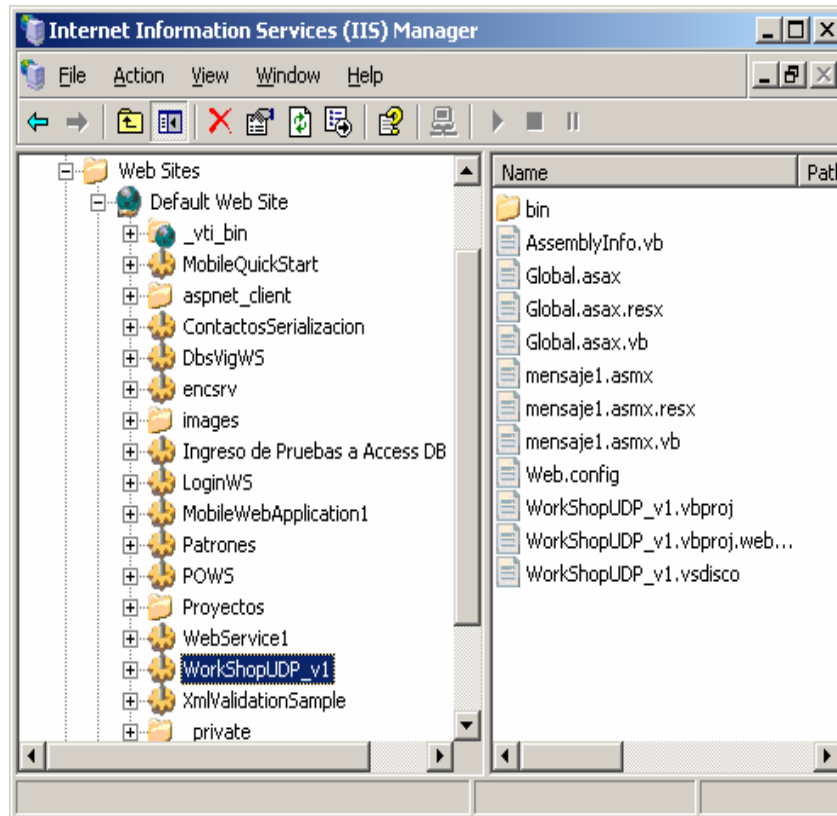 Internet Information Services (IIS) Manager
File Action View Window Help
Web Sites
Default Web Site
_vti_bin
MobileQuickStart
aspnet_client
ContactosSerializacion
DbsVigWS
encsrv
images
Ingreso de Pruebas a Access DB
LoginWS
MobileWebApplication1
Patrones
POWS
Proyectos
WebService1
WorkShopUDP_v1
XmlValidationSample
_private
Name Path
bin
AssemblyInfo.vb
Global.asax
Global.asax.resx
Global.asax.vb
mensaje1.asmx
mensaje1.asmx.resx
mensaje1.asmx.vb
Web.config
WorkShopUDP_v1.vbproj
WorkShopUDP_v1.vbproj.web...
WorkShopUDP_v1.vsdisco